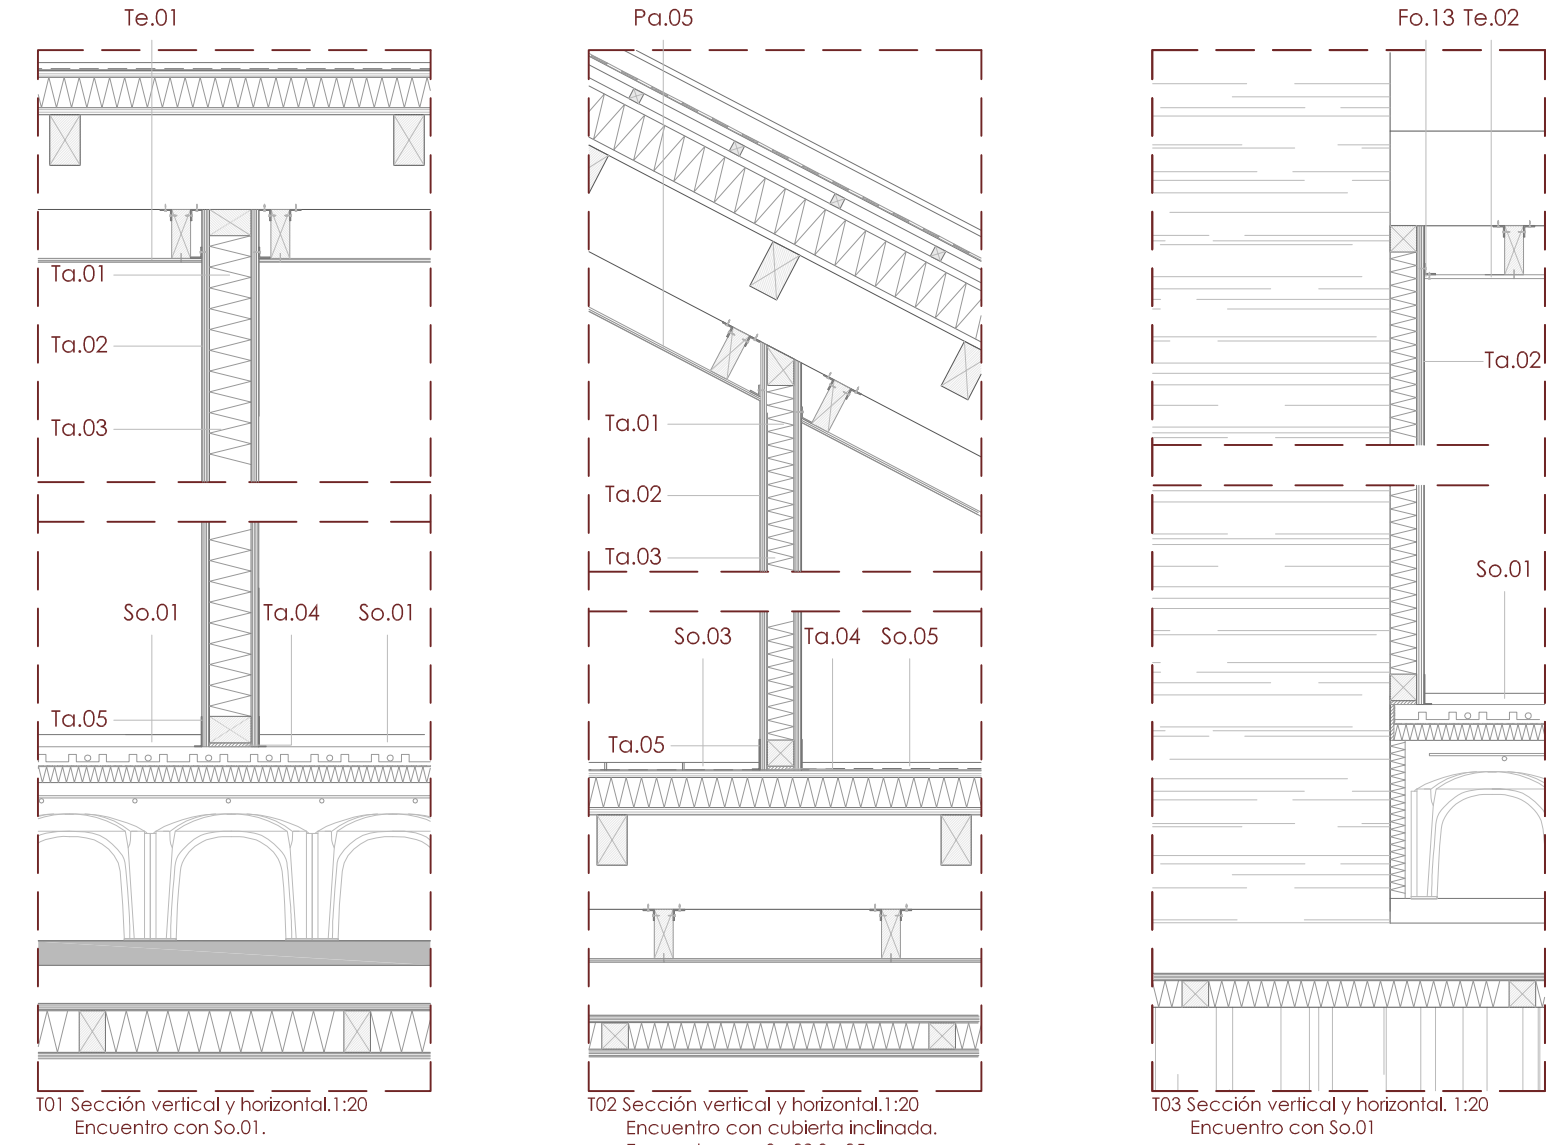 Te.01
Ta.01
Ta.02
Ta.03
So.01 Ta.04 So.01
Ta.05
T01 Sección vertical y horizontal.1:20
Encuentro con So.01.
Pa.05
Ta.01
Ta.02
Ta.03
So.03 Ta.04 So.05
Ta.05
T02 Sección vertical y horizontal.1:20
Encuentro con cubierta inclinada.
Fo.13 Te.02
Ta.02
So.01
T03 Sección vertical y horizontal. 1:20
Encuentro con So.01